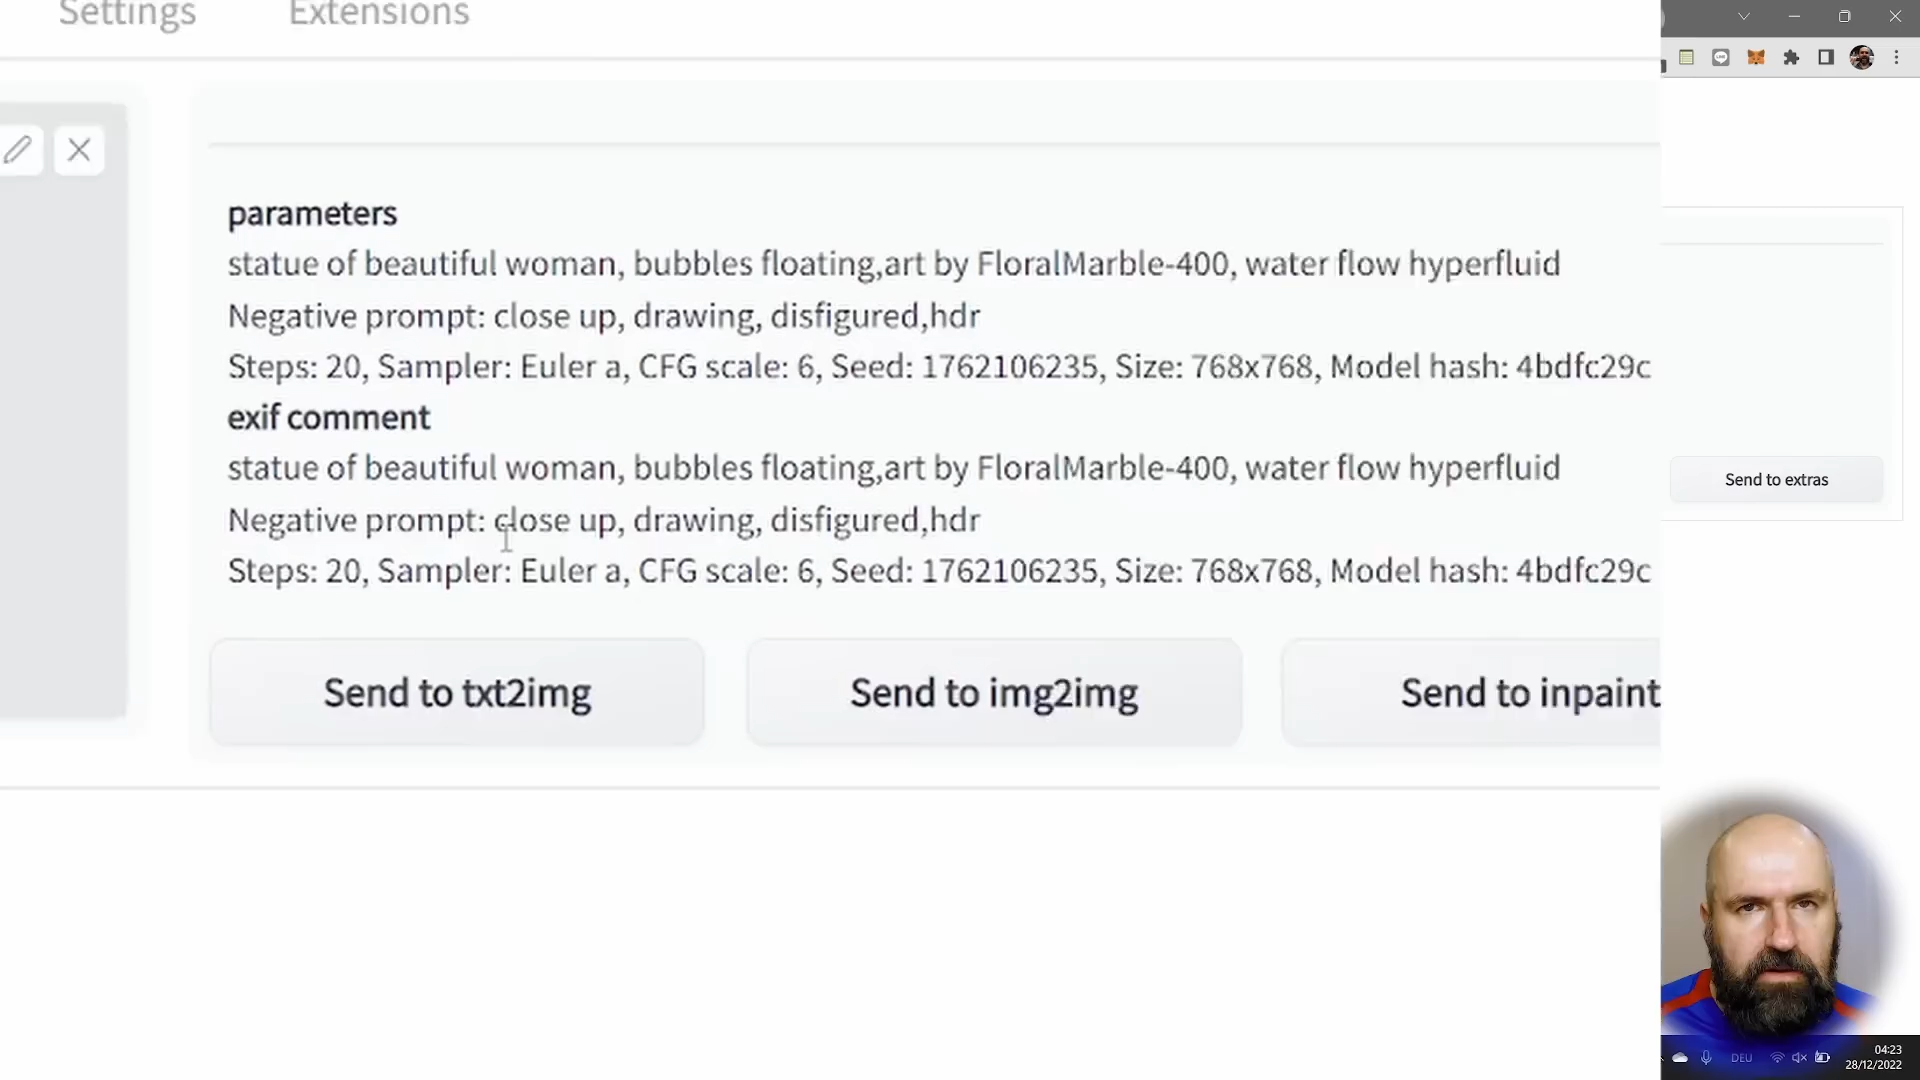 Settings
Extensions
parameters
statue of beautiful woman, bubbles floating,art by FloralMarble-400, water flow hyperfluid
Negative prompt: close up, drawing, disfigured,hdr
Steps: 20, Sampler: Euler a, CFG scale: 6, Seed: 1762106235, Size: 768x768, Model hash: 4bdfc29c
exif comment
statue of beautiful woman, bubbles floating,art by FloralMarble-400, water flow hyperfluid
Negative prompt: close up, drawing, disfigured,hdr
Steps: 20, Sampler: Euler a, CFG scale: 6, Seed: 1762106235, Size: 768x768, Model hash: 4bdfc29c
Send to txt2img
Send to img2img
Send to inpaint
Send to extras
DEU
04:23
28/12/2022